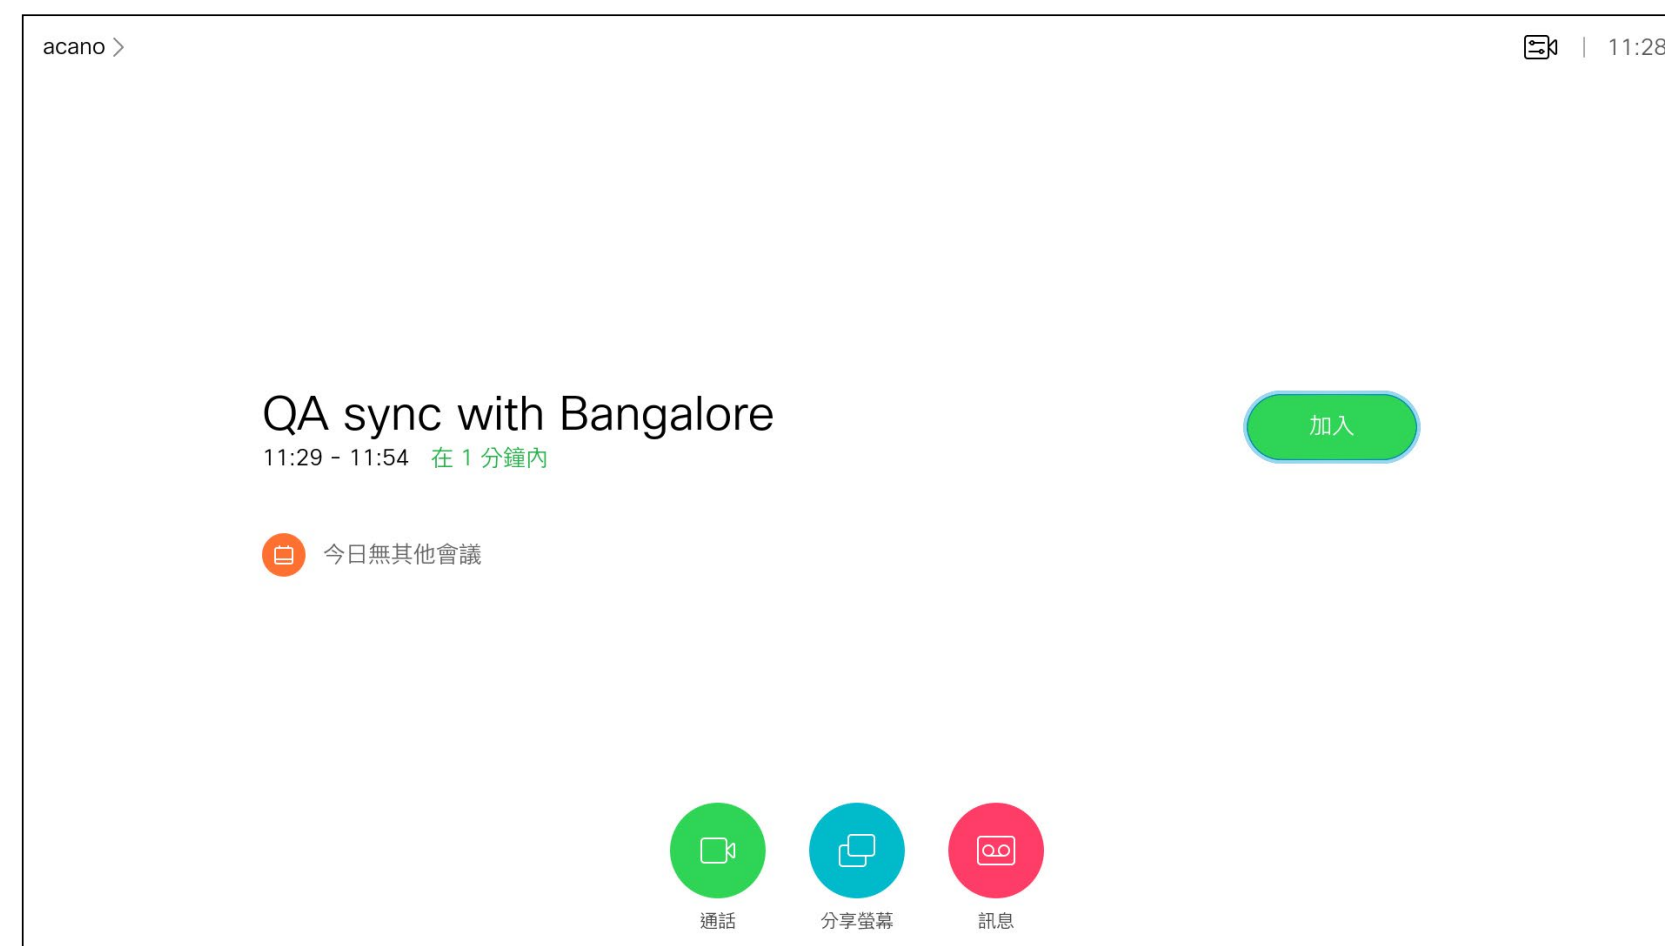 acano
11:28
QA sync with Bangalore
加入
11:29 - 11:54 在 1 分鐘內
今日無其他會議
通話 分享螢幕 訊息